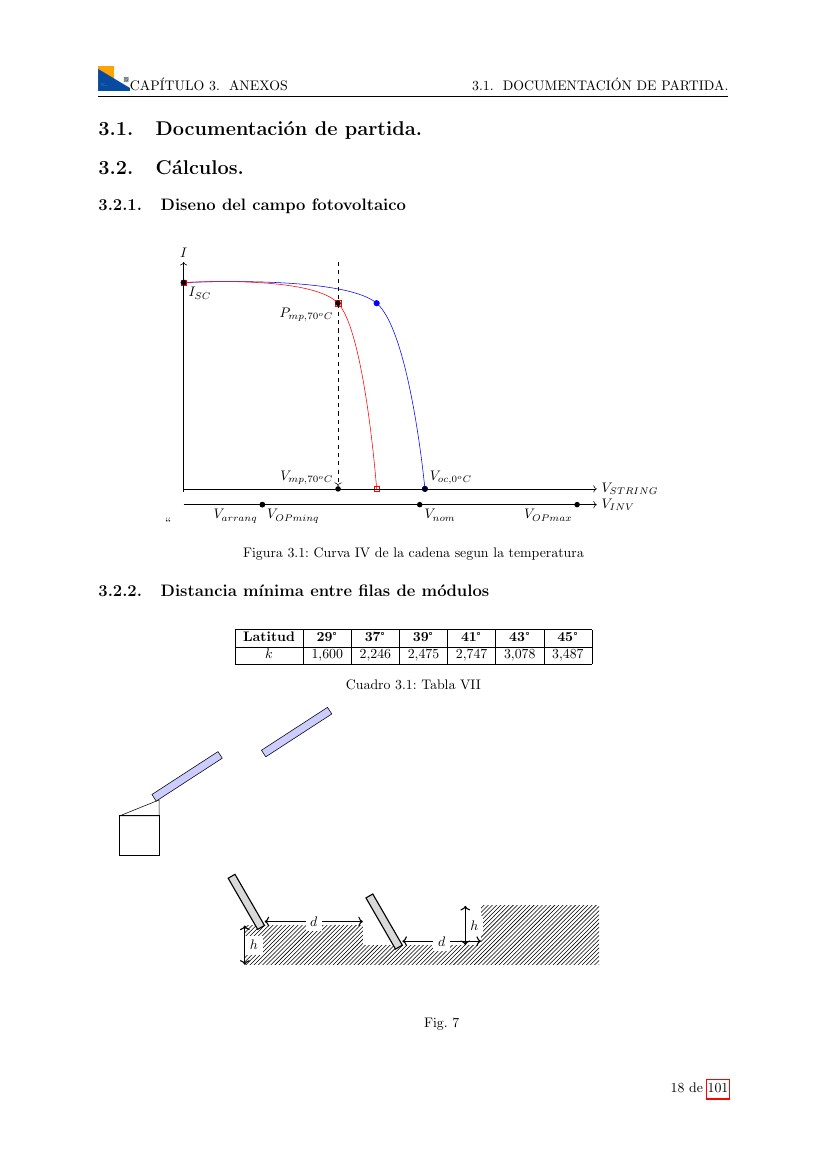 CAPÍTULO 3. ANEXOS 3.1. DOCUMENTACIÓN DE PARTIDA.
3.1. Documentación de partida.
3.2. Cálculos.
3.2.1. Diseno del campo fotovoltaico
I
I_{SC}
P_{mp,70°C}
V_{mp,70°C} V_{oc,0°C}
V_{STRING}
V_{INV}
“ V_{arranq} V_{OPminq} V_{nom} V_{OPmax}
Figura 3.1: Curva IV de la cadena segun la temperatura
3.2.2. Distancia mínima entre filas de módulos
Latitud 29° 37° 39° 41° 43° 45°
k 1,600 2,246 2,475 2,747 3,078 3,487
Cuadro 3.1: Tabla VII
d
h
h
d
Fig. 7
18 de 101